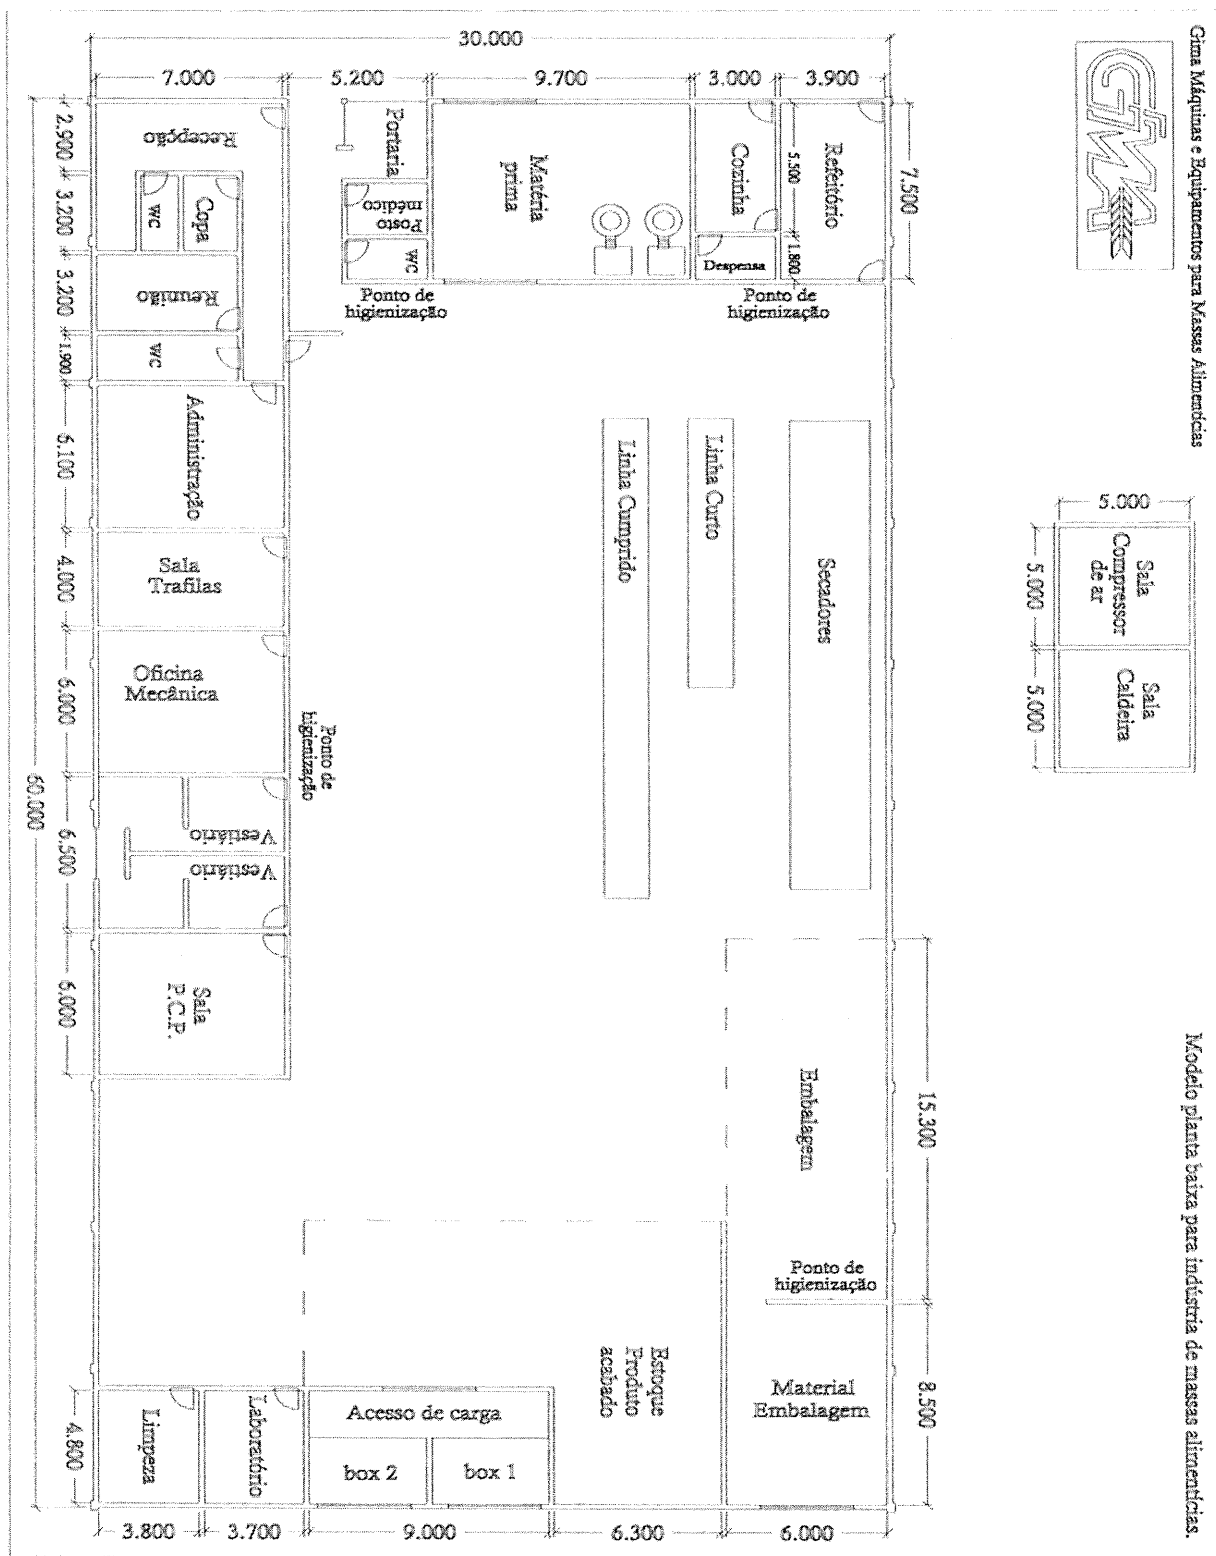 Gima Máquinas e Equipamentos para Massas Alimentícias
GIMA
Modelo planta baixa para indústria de massas alimentícias.
30.000
7.000
5.200
9.700
3.000
3.900
7.500
2.900
3.200
3.200
1.900
6.100
4.000
6.000
6.500
6.000
60.000
Recepção
wc
Copa
Reunião
wc
Administração
Sala
Trafilas
Oficina
Mecânica
Vestiário
Vestiário
Sala
P.C.P.
Portaria
Posto
médico
wc
Ponto de
higienização
Matéria
prima
Cozinha
5.500
Despensa
1.800
Refeitório
Ponto de
higienização
Linha Cumprido
Linha Curto
Secadores
Ponto de
higienização
5.000
Sala
Compressor
de ar
5.000
Sala
Caldeira
5.000
Embalagem
15.300
Ponto de
higienização
Material
Embalagem
8.500
Estoque
Produto
acabado
Acesso de carga
box 2
box 1
Laboratório
Limpeza
4.800
3.800
3.700
9.000
6.300
6.000